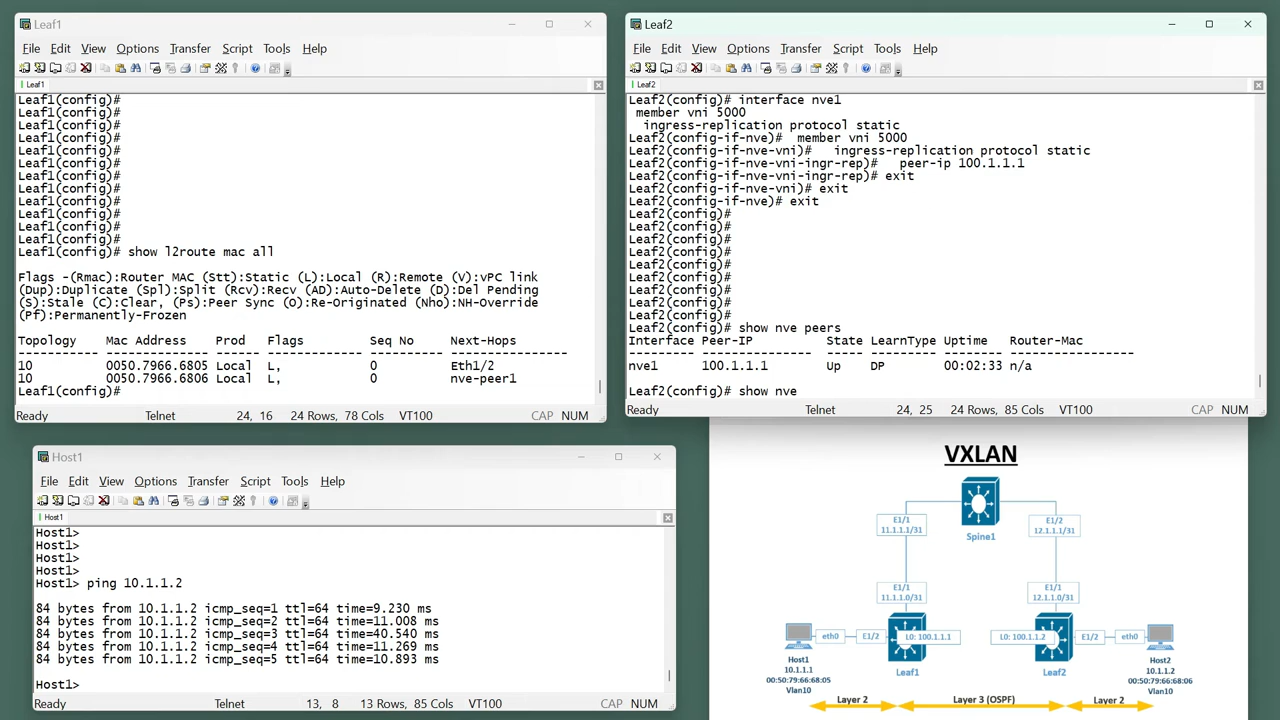 Leaf1
File Edit View Options Transfer Script Tools Help
Leaf1
Leaf1(config)#
Leaf1(config)#
Leaf1(config)#
Leaf1(config)#
Leaf1(config)#
Leaf1(config)#
Leaf1(config)#
Leaf1(config)#
Leaf1(config)#
Leaf1(config)#
Leaf1(config)#
Leaf1(config)#
Leaf1(config)# show l2route mac all
Flags -(Rmac):Router MAC (Stt):Static (L):Local (R):Remote (V):vPC link
(Dup):Duplicate (Spl):Split (Rcv):Recv (AD):Auto-Delete (D):Del Pending
(S):Stale (C):Clear, (Ps):Peer Sync (O):Re-Originated (Nho):NH-Override
(Pf):Permanently-Frozen
Topology Mac Address Prod Flags Seq No Next-Hops
----------- -------------- ------ ------------- ---------- ----------------
10 0050.7966.6805 Local L, 0 Eth1/2
10 0050.7966.6806 Local L, 0 nve-peer1
Leaf1(config)#
Ready Telnet 24, 16 24 Rows, 78 Cols VT100 CAP NUM
Leaf2
File Edit View Options Transfer Script Tools Help
Leaf2
Leaf2(config)# interface nve1
member vni 5000
ingress-replication protocol static
Leaf2(config-if-nve)# member vni 5000
Leaf2(config-if-nve-vni)# ingress-replication protocol static
Leaf2(config-if-nve-vni-ingr-rep)# peer-ip 100.1.1.1
Leaf2(config-if-nve-vni-ingr-rep)# exit
Leaf2(config-if-nve-vni)# exit
Leaf2(config-if-nve)# exit
Leaf2(config)#
Leaf2(config)#
Leaf2(config)#
Leaf2(config)#
Leaf2(config)#
Leaf2(config)#
Leaf2(config)#
Leaf2(config)#
Leaf2(config)#
Leaf2(config)# show nve peers
Interface Peer-IP State LearnType Uptime Router-Mac
--------- --------------- ----- --------- -------- -----------------
nve1 100.1.1.1 Up DP 00:02:33 n/a
Leaf2(config)# show nve
Ready Telnet 24, 25 24 Rows, 85 Cols VT100 CAP NUM
Host1
File Edit View Options Transfer Script Tools Help
Host1
Host1>
Host1>
Host1>
Host1>
Host1> ping 10.1.1.2
84 bytes from 10.1.1.2 icmp_seq=1 ttl=64 time=9.230 ms
84 bytes from 10.1.1.2 icmp_seq=2 ttl=64 time=11.008 ms
84 bytes from 10.1.1.2 icmp_seq=3 ttl=64 time=40.540 ms
84 bytes from 10.1.1.2 icmp_seq=4 ttl=64 time=11.269 ms
84 bytes from 10.1.1.2 icmp_seq=5 ttl=64 time=10.893 ms
Host1>
Ready Telnet 13, 8 13 Rows, 85 Cols VT100 CAP NUM
VXLAN
Spine1
E1/1
11.1.1.1/31
E1/2
12.1.1.1/31
E1/1
11.1.1.0/31
E1/1
12.1.1.0/31
eth0 E1/2 L0: 100.1.1.1 L0: 100.1.1.2 E1/2 eth0
Host1
10.1.1.1
00:50:79:66:68:05
Vlan10
Leaf1
Leaf2
Host2
10.1.1.2
00:50:79:66:68:06
Vlan10
Layer 2 Layer 3 (OSPF) Layer 2